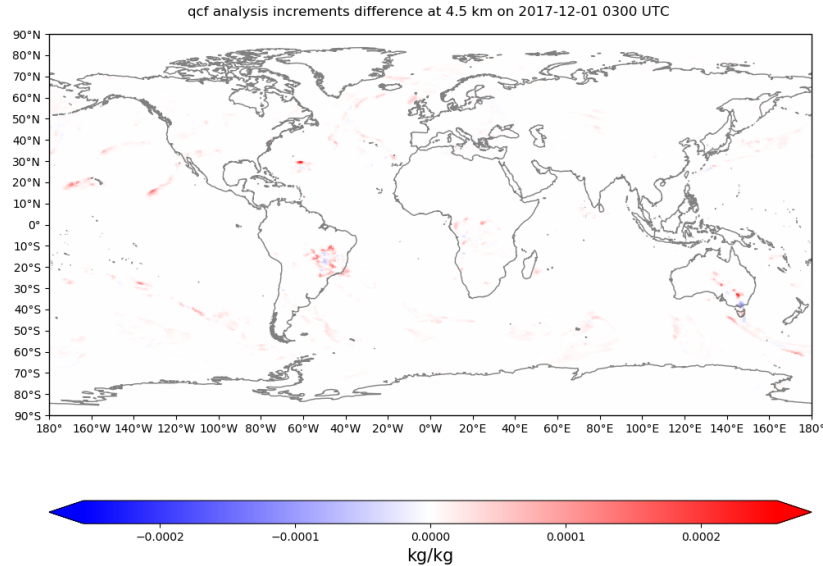 qcf analysis increments difference at 4.5 km on 2017-12-01 0300 UTC
90°N
80°N
70°N
60°N
50°N
40°N
30°N
20°N
10°N
0°
10°S
20°S
30°S
40°S
50°S
60°S
70°S
80°S
90°S
180° 160°W 140°W 120°W 100°W 80°W 60°W 40°W 20°W 0°W 20°E 40°E 60°E 80°E 100°E 120°E 140°E 160°E 180°
−0.0002 −0.0001 0.0000 0.0001 0.0002
kg/kg